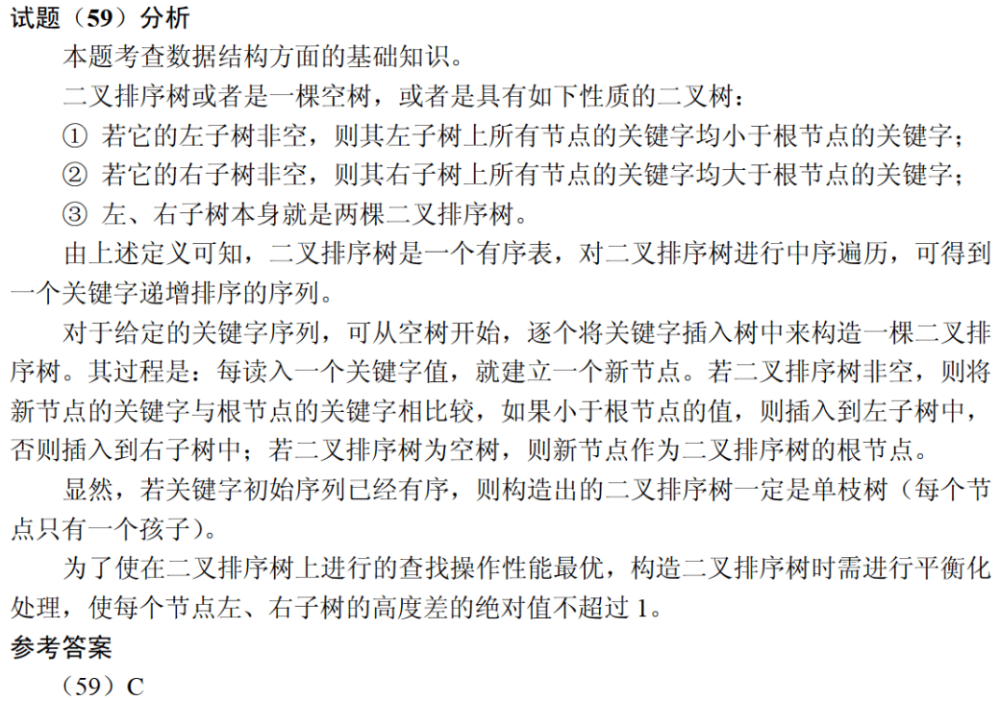 试题（59）分析
本题考查数据结构方面的基础知识。
二叉排序树或者是一棵空树，或者是具有如下性质的二叉树：
① 若它的左子树非空，则其左子树上所有节点的关键字均小于根节点的关键字；
② 若它的右子树非空，则其右子树上所有节点的关键字均大于根节点的关键字；
③ 左、右子树本身就是两棵二叉排序树。
由上述定义可知，二叉排序树是一个有序表，对二叉排序树进行中序遍历，可得到
一个关键字递增排序的序列。
对于给定的关键字序列，可从空树开始，逐个将关键字插入树中来构造一棵二叉排
序树。其过程是：每读入一个关键字值，就建立一个新节点。若二叉排序树非空，则将
新节点的关键字与根节点的关键字相比较，如果小于根节点的值，则插入到左子树中，
否则插入到右子树中；若二叉排序树为空树，则新节点作为二叉排序树的根节点。
显然，若关键字初始序列已经有序，则构造出的二叉排序树一定是单枝树（每个节
点只有一个孩子）。
为了使在二叉排序树上进行的查找操作性能最优，构造二叉排序树时需进行平衡化
处理，使每个节点左、右子树的高度差的绝对值不超过 1。
参考答案
（59）C